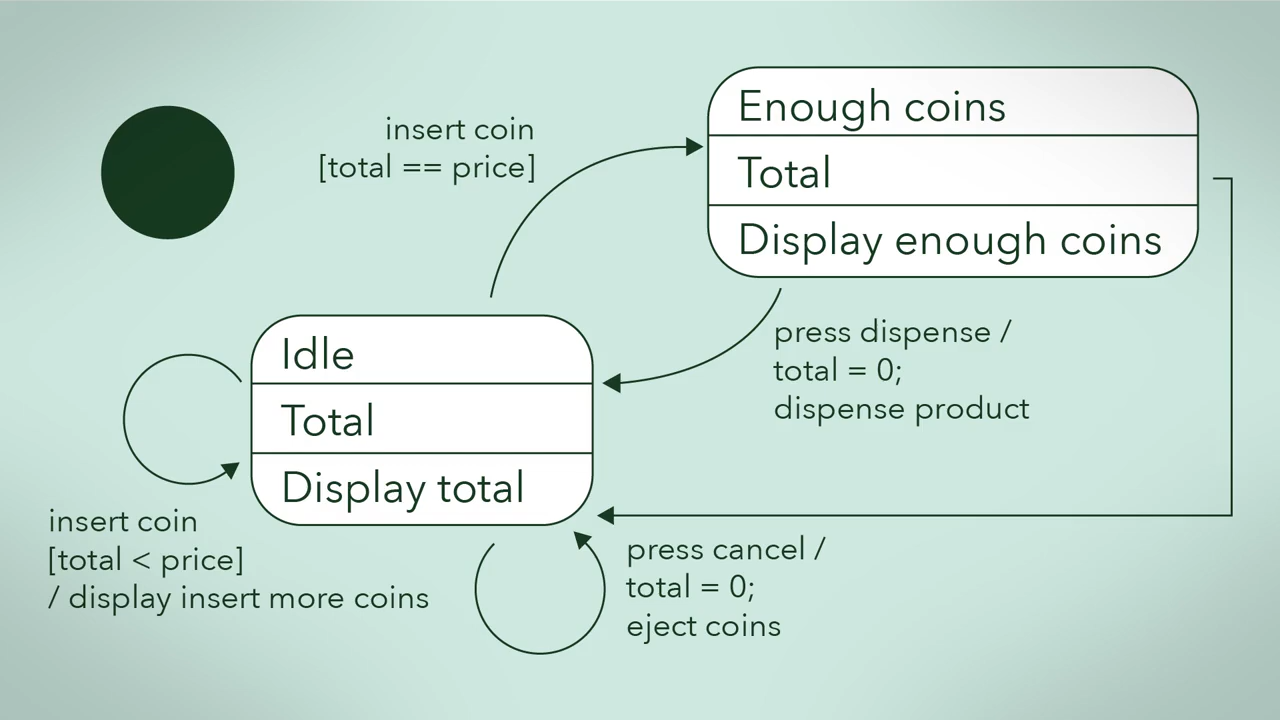 insert coin
[total == price]
Enough coins
Total
Display enough coins
press dispense /
total = 0;
dispense product
Idle
Total
Display total
insert coin
[total < price]
/ display insert more coins
press cancel /
total = 0;
eject coins